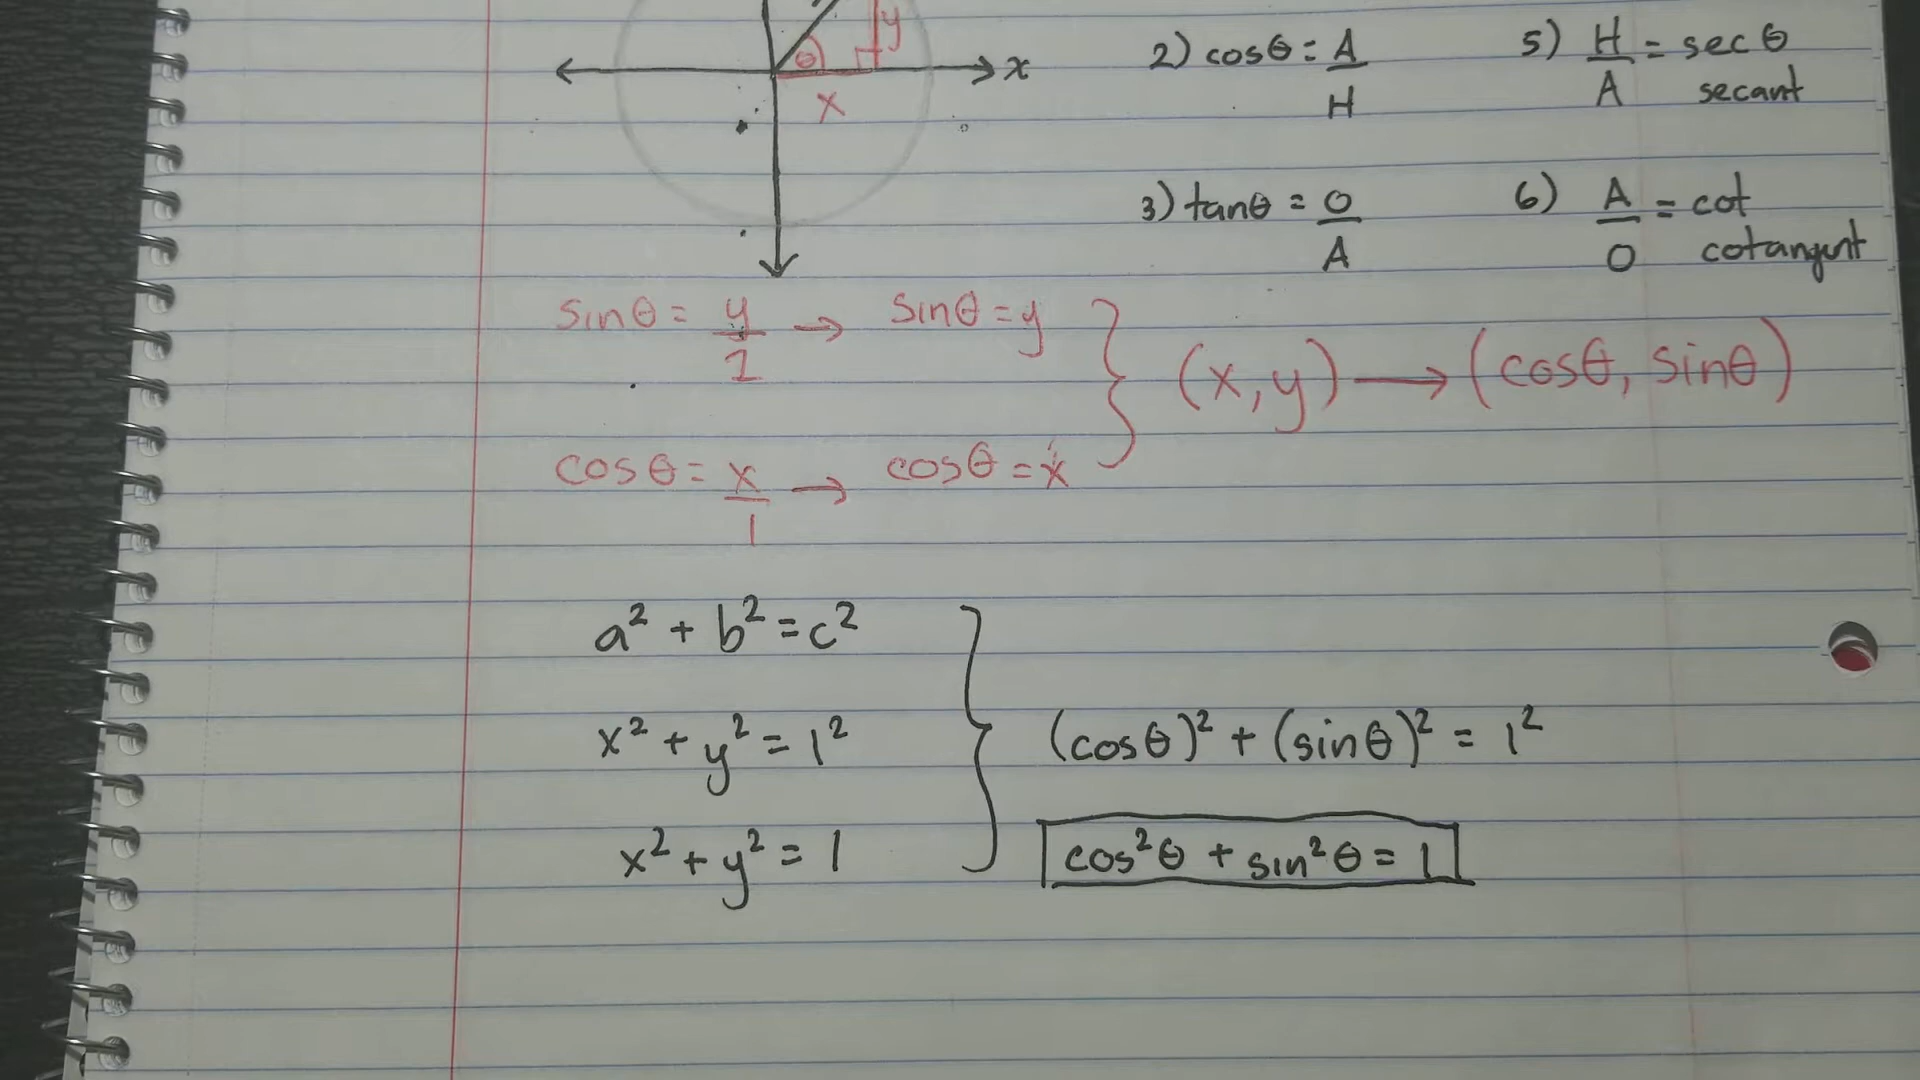 y
θ
x
x
2) cosθ = A/H
5) H/A = sec θ
secant
3) tanθ = O/A
6) A/O = cot
cotangent
sinθ = y/1 → sinθ = y
cosθ = x/1 → cosθ = x
(x, y) → (cosθ, sinθ)
a² + b² = c²
x² + y² = 1²
x² + y² = 1
(cosθ)² + (sinθ)² = 1²
cos²θ + sin²θ = 1